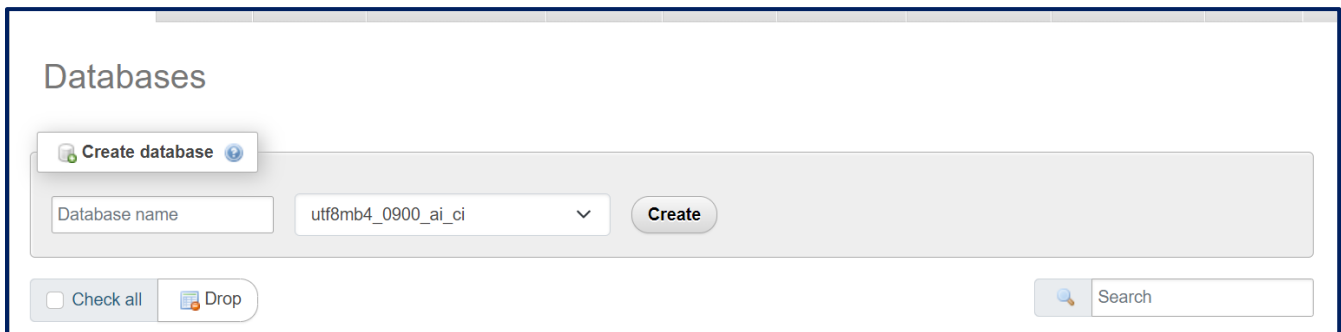 Databases
Create database
Database name utf8mb4_0900_ai_ci Create
Check all Drop Search